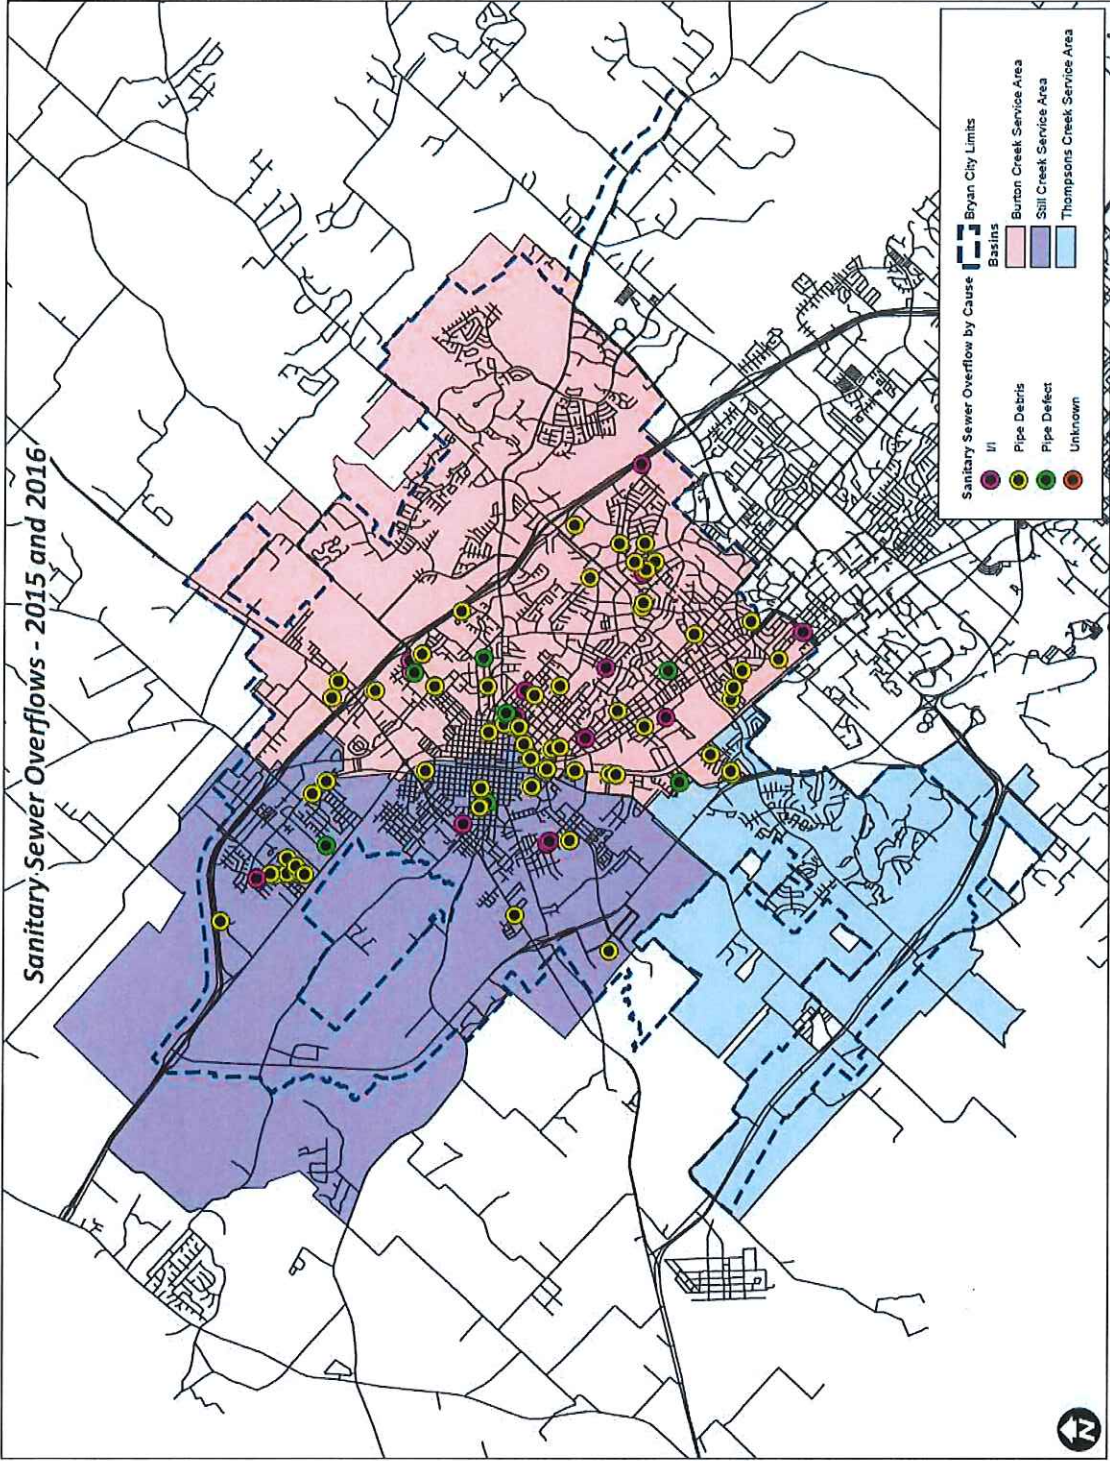 Sanitary Sewer Overflows - 2015 and 2016
Sanitary Sewer Overflow by Cause
I/I
Pipe Debris
Pipe Defect
Unknown
Bryan City Limits
Basins
Burton Creek Service Area
Still Creek Service Area
Thompsons Creek Service Area
N